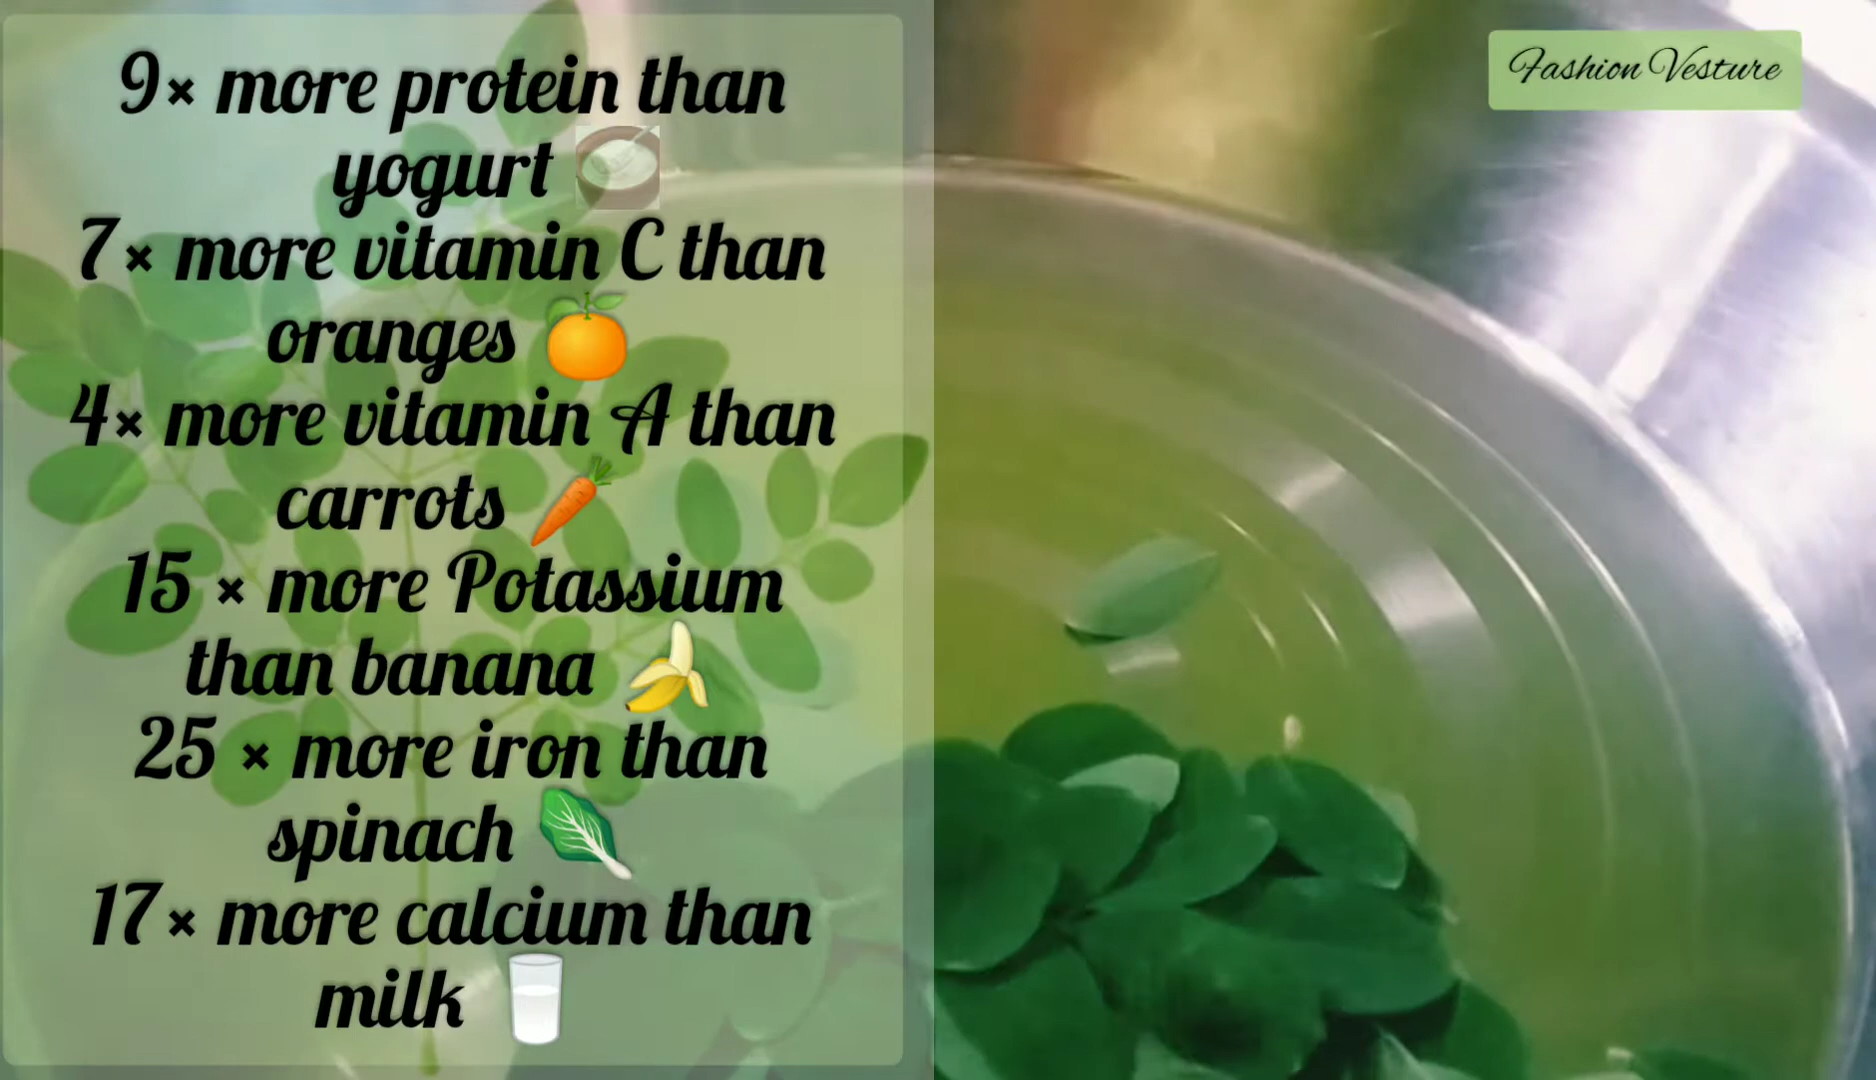 9× more protein than
yogurt
7× more vitamin C than
oranges
4× more vitamin A than
carrots
15 × more Potassium
than banana
25 × more iron than
spinach
17× more calcium than
milk
Fashion Vesture